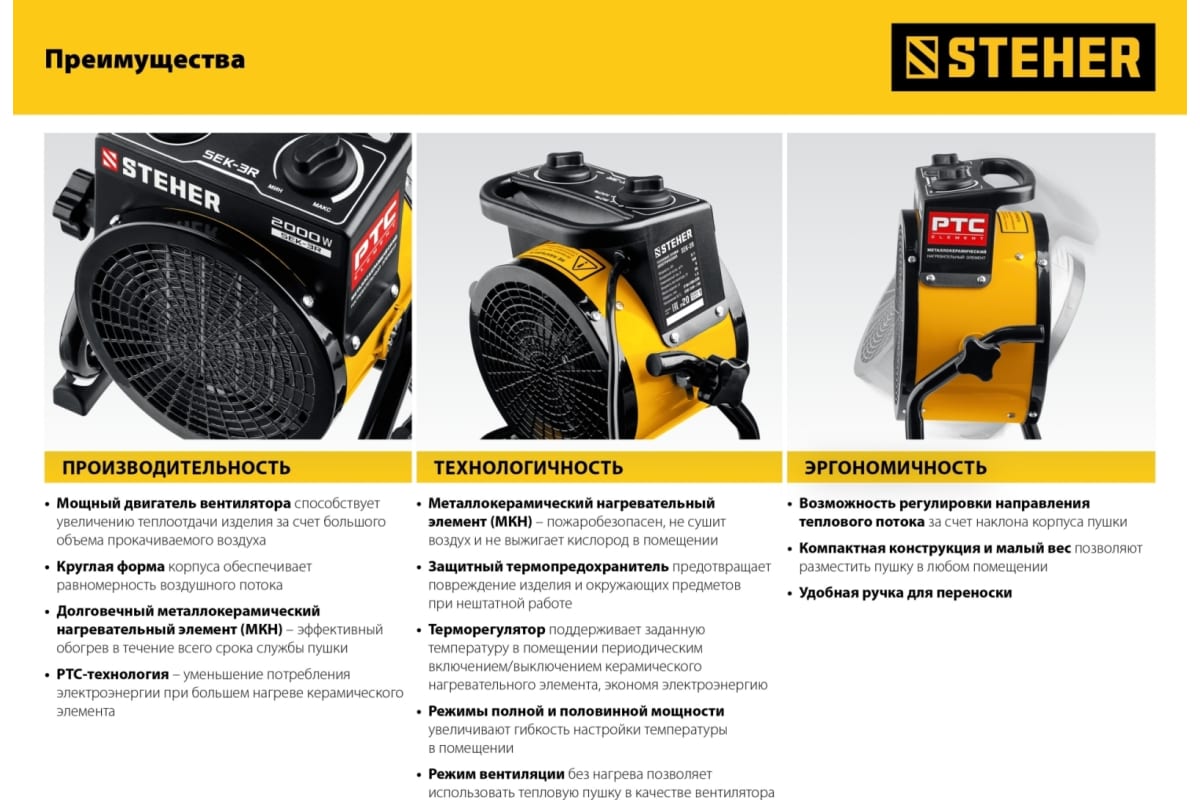 Преимущества
STEHER
STEHER
SEK-3R
МИН
МАКС
2000W
SEK-3R
PTC
ELEMENT
STEHER
PTC
ELEMENT
МЕТАЛЛОКЕРАМИЧЕСКИЙ
НАГРЕВАТЕЛЬНЫЙ ЭЛЕМЕНТ
ПРОИЗВОДИТЕЛЬНОСТЬ
• Мощный двигатель вентилятора способствует
увеличению теплоотдачи изделия за счет большого
объема прокачиваемого воздуха
• Круглая форма корпуса обеспечивает
равномерность воздушного потока
• Долговечный металлокерамический
нагревательный элемент (МКН) – эффективный
обогрев в течение всего срока службы пушки
• РТС-технология – уменьшение потребления
электроэнергии при большем нагреве керамического
элемента
ТЕХНОЛОГИЧНОСТЬ
• Металлокерамический нагревательный
элемент (МКН) – пожаробезопасен, не сушит
воздух и не выжигает кислород в помещении
• Защитный термопредохранитель предотвращает
повреждение изделия и окружающих предметов
при нештатной работе
• Терморегулятор поддерживает заданную
температуру в помещении периодическим
включением/выключением керамического
нагревательного элемента, экономя электроэнергию
• Режимы полной и половинной мощности
увеличивают гибкость настройки температуры
в помещении
• Режим вентиляции без нагрева позволяет
использовать тепловую пушку в качестве вентилятора
ЭРГОНОМИЧНОСТЬ
• Возможность регулировки направления
теплового потока за счет наклона корпуса пушки
• Компактная конструкция и малый вес позволяют
разместить пушку в любом помещении
• Удобная ручка для переноски